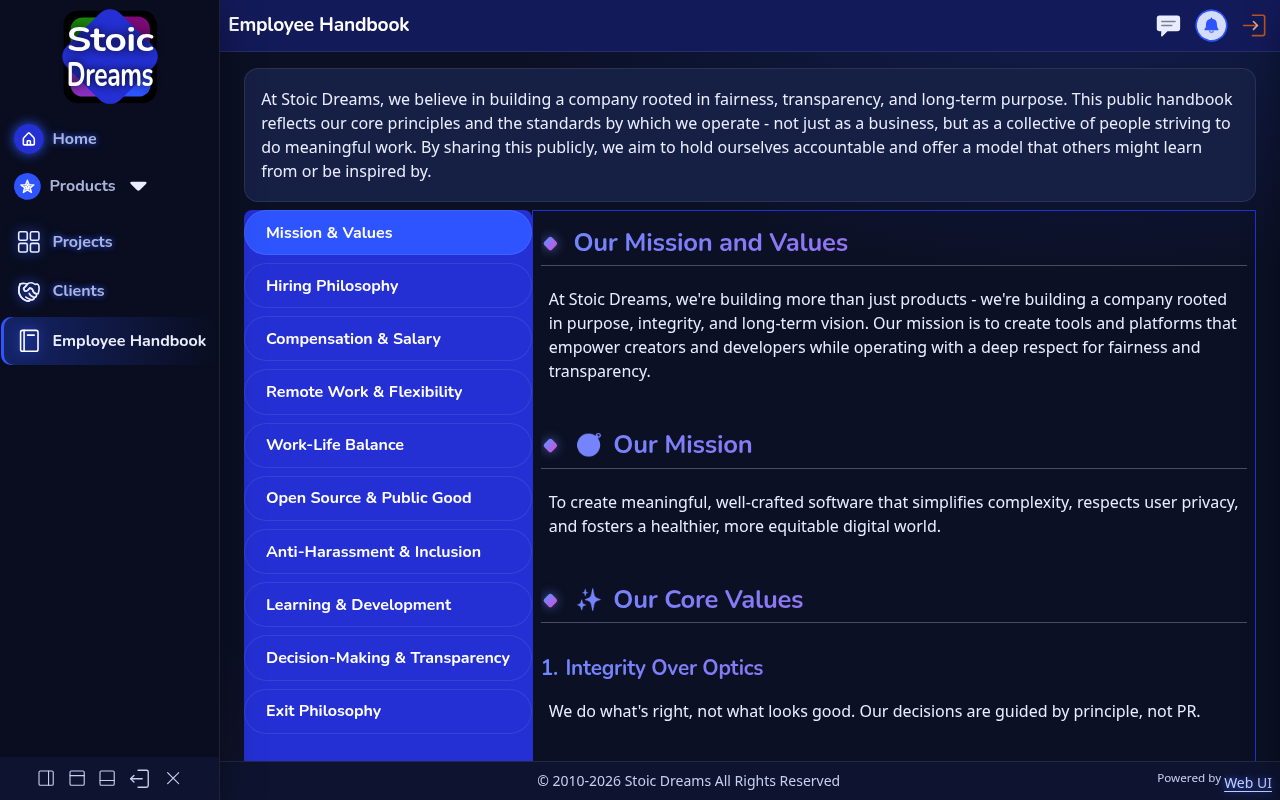 Stoic
Dreams
Home
Products
Projects
Clients
Employee Handbook
Employee Handbook
At Stoic Dreams, we believe in building a company rooted in fairness, transparency, and long-term purpose. This public handbook
reflects our core principles and the standards by which we operate - not just as a business, but as a collective of people striving to
do meaningful work. By sharing this publicly, we aim to hold ourselves accountable and offer a model that others might learn
from or be inspired by.
Mission & Values
Hiring Philosophy
Compensation & Salary
Remote Work & Flexibility
Work-Life Balance
Open Source & Public Good
Anti-Harassment & Inclusion
Learning & Development
Decision-Making & Transparency
Exit Philosophy
Our Mission and Values
At Stoic Dreams, we're building more than just products - we're building a company rooted
in purpose, integrity, and long-term vision. Our mission is to create tools and platforms that
empower creators and developers while operating with a deep respect for fairness and
transparency.
Our Mission
To create meaningful, well-crafted software that simplifies complexity, respects user privacy,
and fosters a healthier, more equitable digital world.
Our Core Values
1. Integrity Over Optics
We do what's right, not what looks good. Our decisions are guided by principle, not PR.
© 2010-2026 Stoic Dreams All Rights Reserved
Powered by Web UI